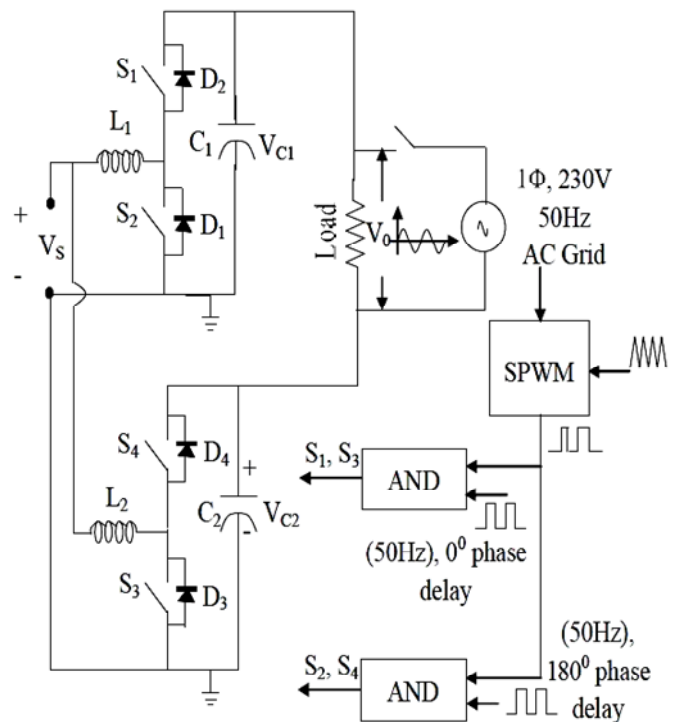 S1
D2
L1
C1
VC1
S2
D1
+
VS
-
Load
V0
1Φ, 230V
50Hz
AC Grid
SPWM
S4
D4
+
L2
C2
VC2
-
S3
D3
S1, S3
AND
(50Hz), 0⁰ phase
delay
(50Hz),
180⁰ phase
delay
S2, S4
AND